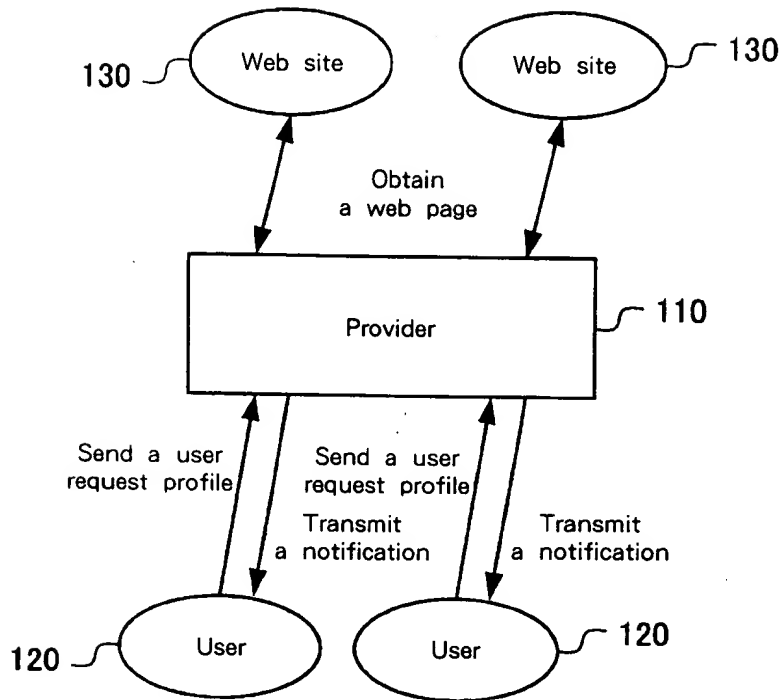 130
Web site
Web site
130
Obtain
a web page
Provider
110
Send a user
request profile
Send a user
request profile
Transmit
a notification
Transmit
a notification
120
User
User
120